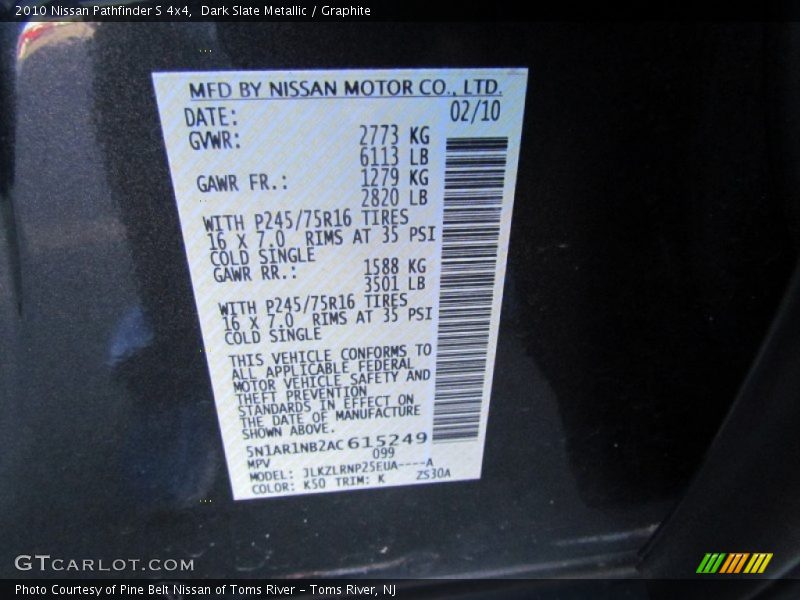 2010 Nissan Pathfinder S 4x4, Dark Slate Metallic / Graphite
MFD BY NISSAN MOTOR CO., LTD.
DATE: 02/10
GVWR: 2773 KG
6113 LB
GAWR FR.: 1279 KG
2820 LB
WITH P245/75R16 TIRES
16 X 7.0 RIMS AT 35 PSI
COLD SINGLE
GAWR RR.: 1588 KG
3501 LB
WITH P245/75R16 TIRES
16 X 7.0 RIMS AT 35 PSI
COLD SINGLE
THIS VEHICLE CONFORMS TO
ALL APPLICABLE FEDERAL
MOTOR VEHICLE SAFETY AND
THEFT PREVENTION
STANDARDS IN EFFECT ON
THE DATE OF MANUFACTURE
SHOWN ABOVE.
5N1AR1NB2AC615249
MPV 099
MODEL: JLKZLRNP25EUA----A
COLOR: K50 TRIM: K ZS30A
GTCARLOT.COM
Photo Courtesy of Pine Belt Nissan of Toms River – Toms River, NJ